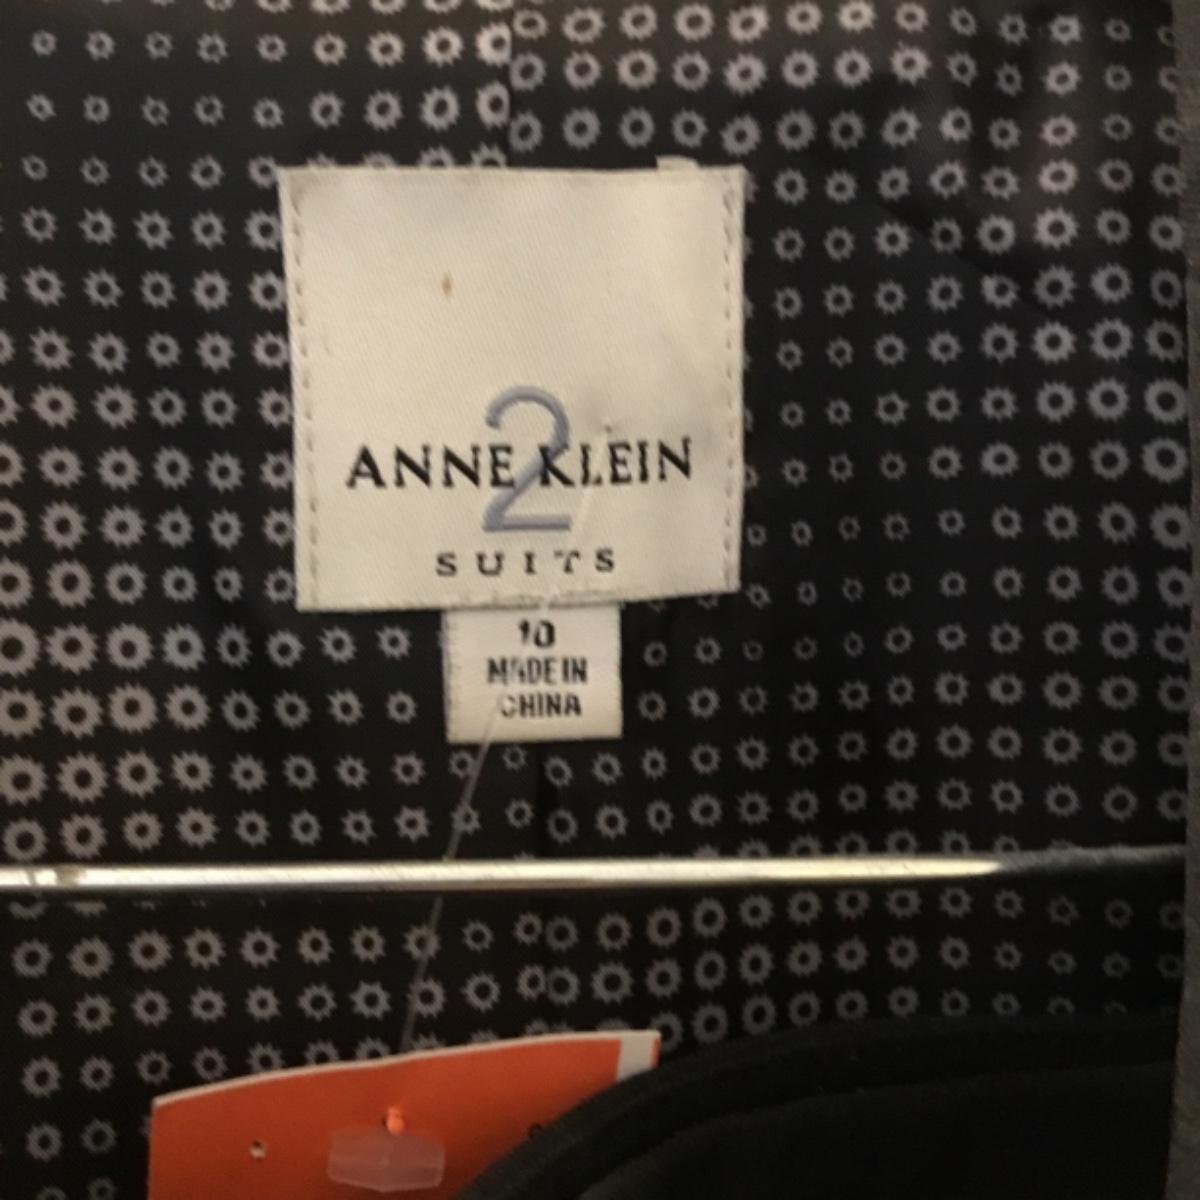 2
ANNE KLEIN
SUITS
10
MADE IN
CHINA